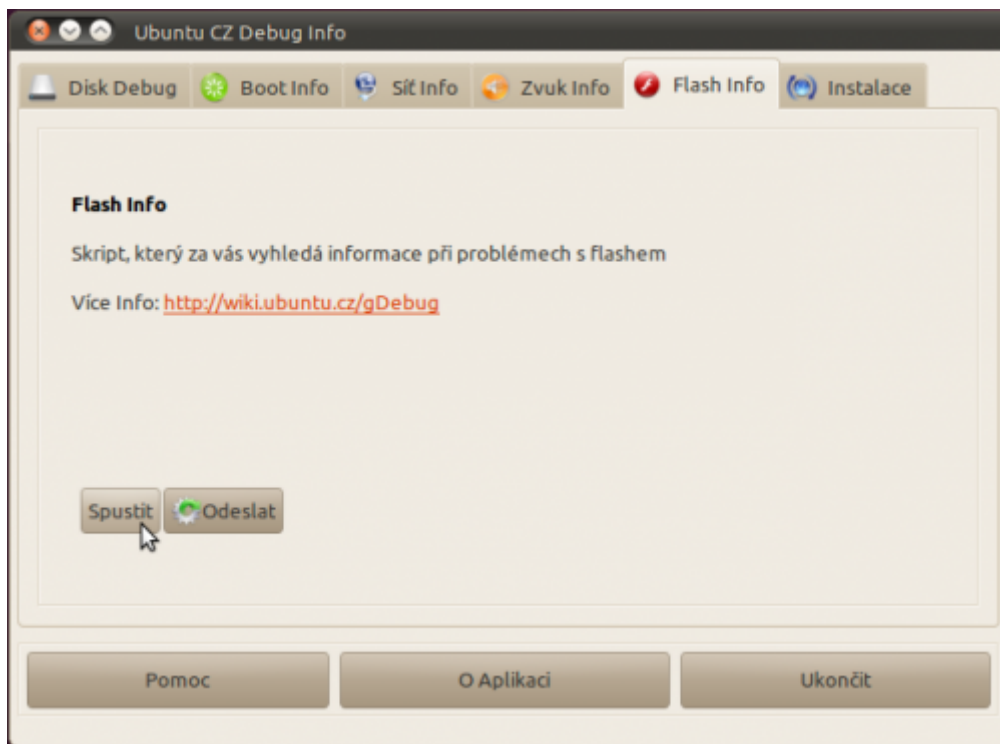 Ubuntu CZ Debug Info
Disk Debug Boot Info Síť Info Zvuk Info Flash Info Instalace
Flash Info
Skript, který za vás vyhledá informace při problémech s flashem
Více Info: http://wiki.ubuntu.cz/gDebug
Spustit Odeslat
Pomoc O Aplikaci Ukončit